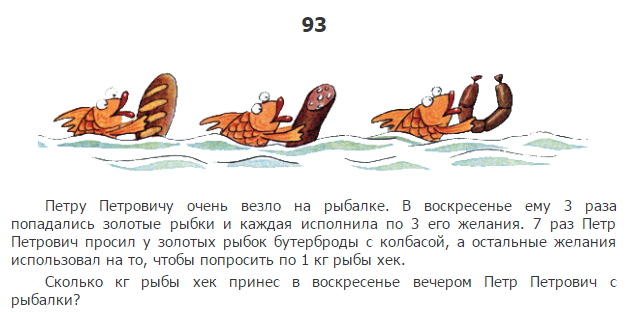 93
Петру Петровичу очень везло на рыбалке. В воскресенье ему 3 раза
попадались золотые рыбки и каждая исполнила по 3 его желания. 7 раз Петр
Петрович просил у золотых рыбок бутерброды с колбасой, а остальные желания
использовал на то, чтобы попросить по 1 кг рыбы хек.
Сколько кг рыбы хек принес в воскресенье вечером Петр Петрович с
рыбалки?